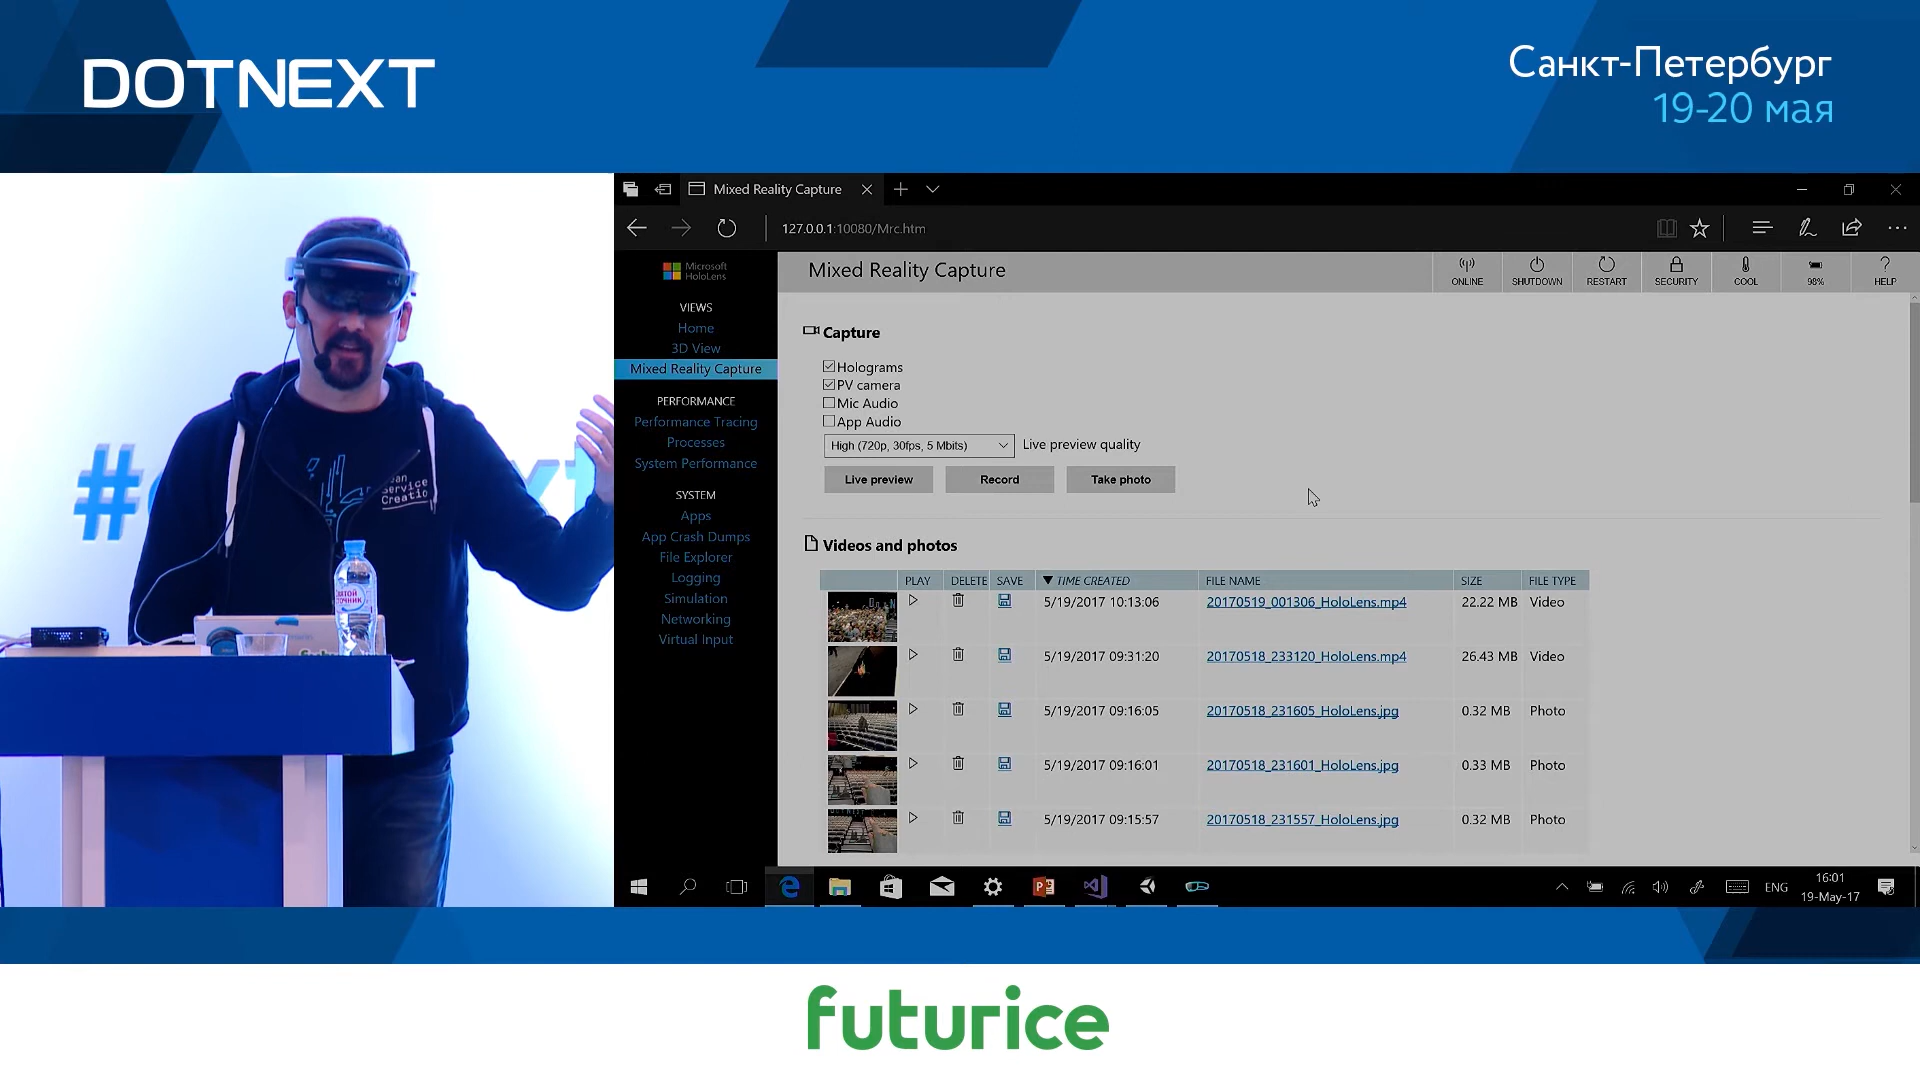 DOTNEXT
Санкт-Петербург
19-20 мая
Mixed Reality Capture
127.0.0.1:10080/Mrc.htm
Microsoft
HoloLens
VIEWS
Home
3D View
Mixed Reality Capture
PERFORMANCE
Performance Tracing
Processes
System Performance
SYSTEM
Apps
App Crash Dumps
File Explorer
Logging
Simulation
Networking
Virtual Input
Mixed Reality Capture
ONLINE
SHUTDOWN
RESTART
SECURITY
COOL
98%
HELP
Capture
Holograms
PV camera
Mic Audio
App Audio
High (720p, 30fps, 5 Mbits) Live preview quality
Live preview Record Take photo
Videos and photos
PLAY DELETE SAVE TIME CREATED FILE NAME SIZE FILE TYPE
5/19/2017 10:13:06 20170519_001306_HoloLens.mp4 22.22 MB Video
5/19/2017 09:31:20 20170518_233120_HoloLens.mp4 26.43 MB Video
5/19/2017 09:16:05 20170518_231605_HoloLens.jpg 0.32 MB Photo
5/19/2017 09:16:01 20170518_231601_HoloLens.jpg 0.33 MB Photo
5/19/2017 09:15:57 20170518_231557_HoloLens.jpg 0.32 MB Photo
ENG
16:01
19-May-17
Service
futurice